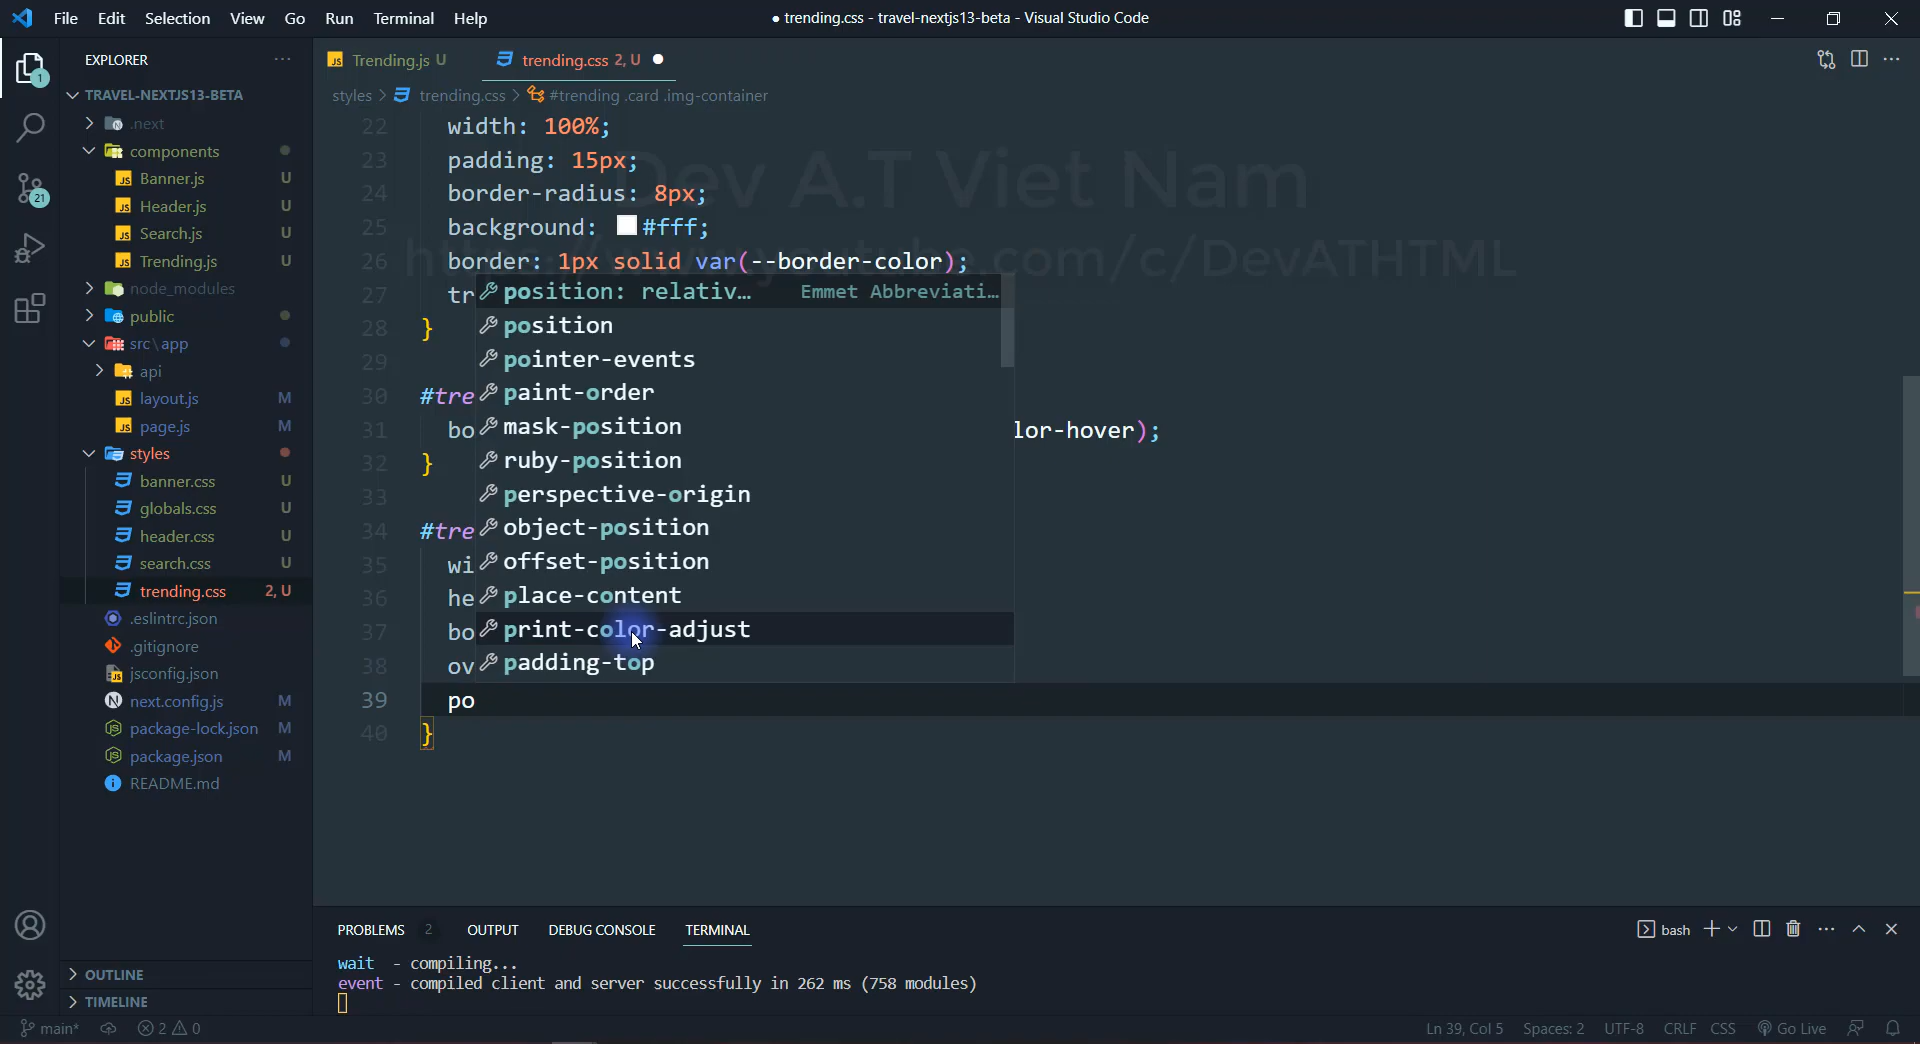 File Edit Selection View Go Run Terminal Help
● trending.css - travel-nextjs13-beta - Visual Studio Code
EXPLORER
TRAVEL-NEXTJS13-BETA
.next
components
Banner.js U
Header.js U
Search.js U
Trending.js U
node_modules
public
src\app
api
layout.js M
page.js M
styles
banner.css U
globals.css U
header.css U
search.css U
trending.css 2, U
.eslintrc.json
.gitignore
jsconfig.json
next.config.js M
package-lock.json M
package.json M
README.md
OUTLINE
TIMELINE
1
21
Trending.js U
trending.css 2, U
styles > trending.css > #trending .card .img-container
Dev A.T Viet Nam
https://www.youtube.com/c/DevATHTML
22 width: 100%;
23 padding: 15px;
24 border-radius: 8px;
25 background: #fff;
26 border: 1px solid var(--border-color);
27 tr
28 }
29
30 #tre
31 bo lor-hover);
32 }
33
34 #tre
35 wi
36 he
37 bo
38 ov
39 po
40 }
position: relativ... Emmet Abbreviati...
position
pointer-events
paint-order
mask-position
ruby-position
perspective-origin
object-position
offset-position
place-content
print-color-adjust
padding-top
PROBLEMS 2 OUTPUT DEBUG CONSOLE TERMINAL
bash
wait - compiling...
event - compiled client and server successfully in 262 ms (758 modules)
main* 2 0
Ln 39, Col 5 Spaces: 2 UTF-8 CRLF CSS Go Live